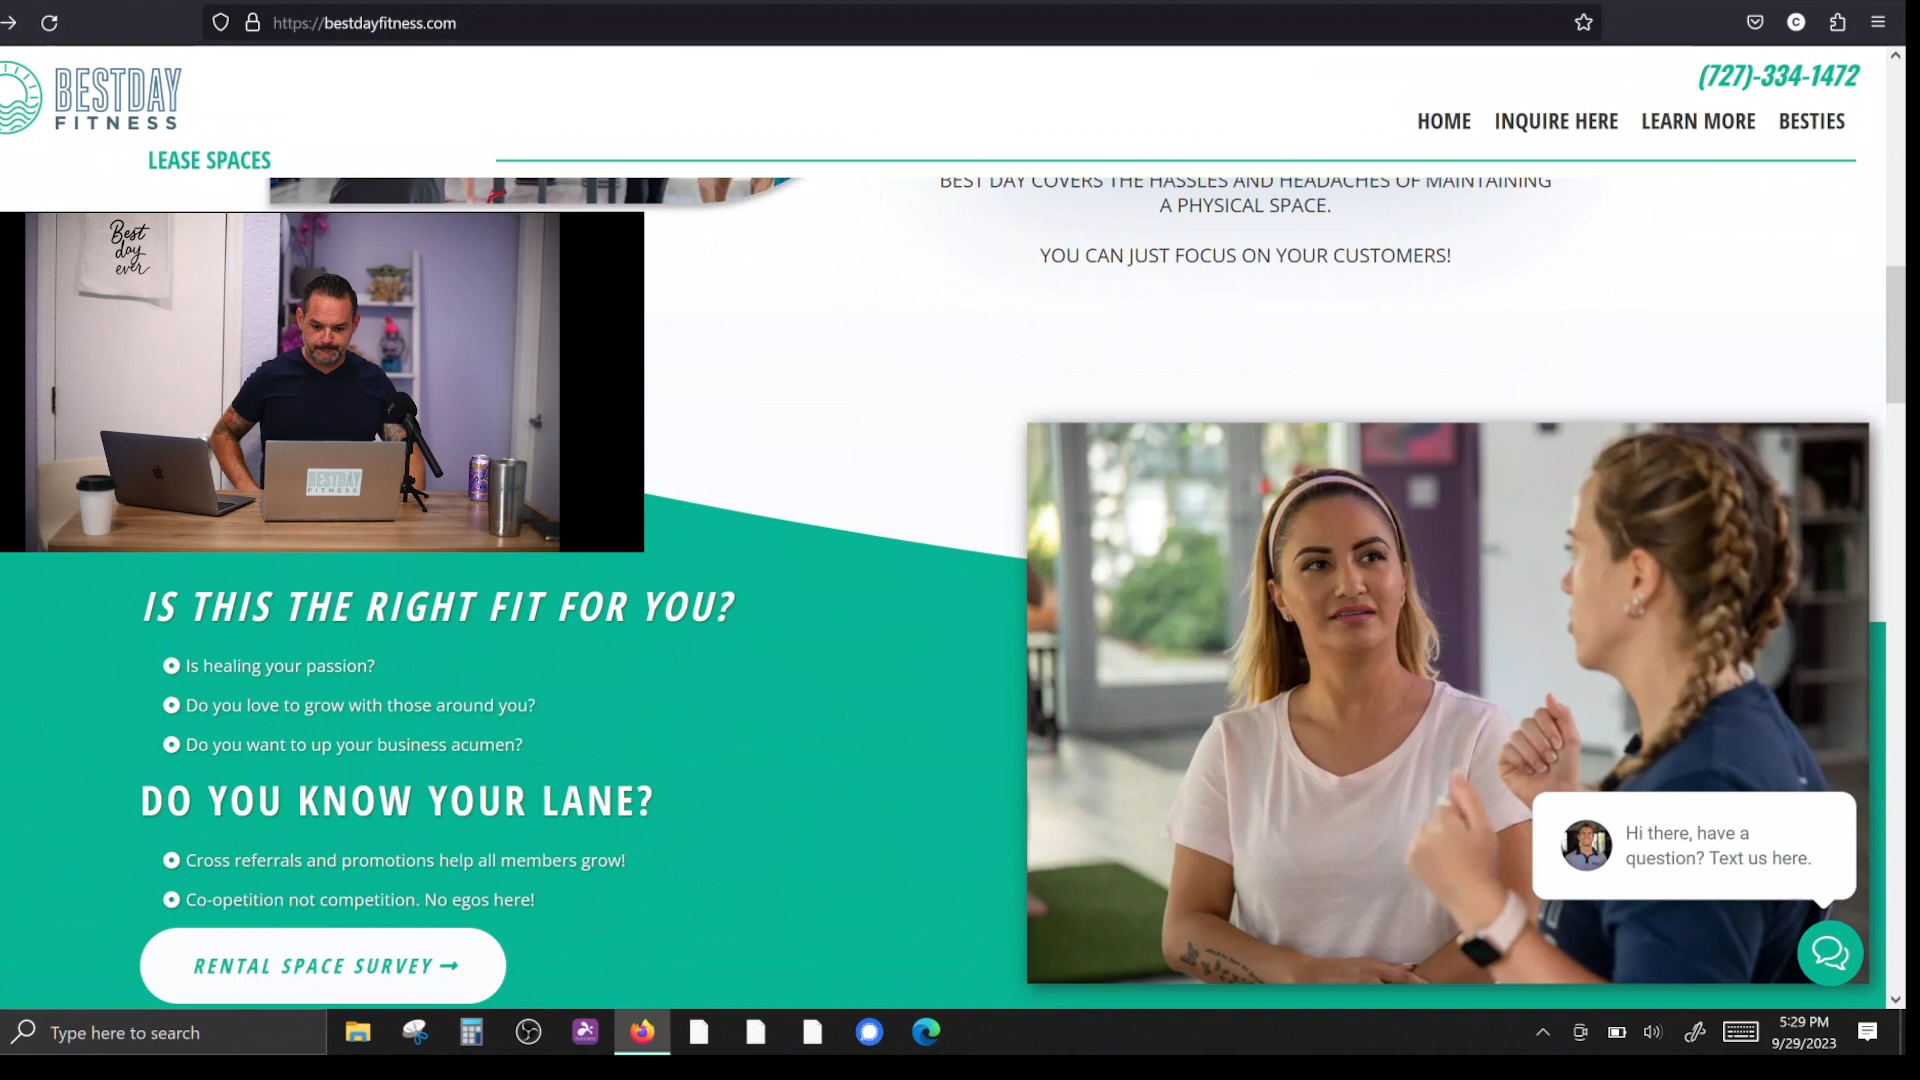 https://bestdayfitness.com
BESTDAY
FITNESS
(727)-334-1472
HOME INQUIRE HERE LEARN MORE BESTIES
LEASE SPACES
BEST DAY COVERS THE HASSLES AND HEADACHES OF MAINTAINING
A PHYSICAL SPACE.
YOU CAN JUST FOCUS ON YOUR CUSTOMERS!
Best
day
ever
BESTDAY
FITNESS
IS THIS THE RIGHT FIT FOR YOU?
Is healing your passion?
Do you love to grow with those around you?
Do you want to up your business acumen?
DO YOU KNOW YOUR LANE?
Cross referrals and promotions help all members grow!
Co-opetition not competition. No egos here!
RENTAL SPACE SURVEY
Hi there, have a
question? Text us here.
Type here to search
5:29 PM
9/29/2023